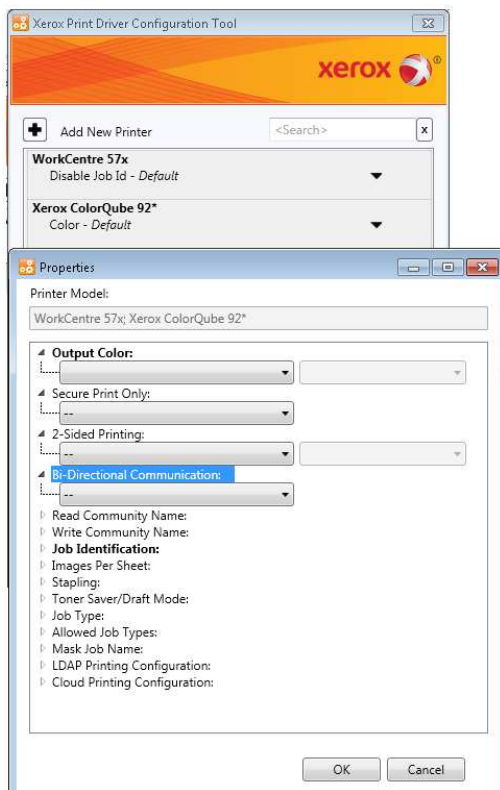 Xerox Print Driver Configuration Tool
xerox ®
Add New Printer <Search> x
WorkCentre 57x
Disable Job Id - Default
Xerox ColorQube 92*
Color - Default
Properties
Printer Model:
WorkCentre 57x; Xerox ColorQube 92*
Output Color:
Secure Print Only:
--
2-Sided Printing:
--
Bi-Directional Communication:
--
Read Community Name:
Write Community Name:
Job Identification:
Images Per Sheet:
Stapling:
Toner Saver/Draft Mode:
Job Type:
Allowed Job Types:
Mask Job Name:
LDAP Printing Configuration:
Cloud Printing Configuration:
OK Cancel